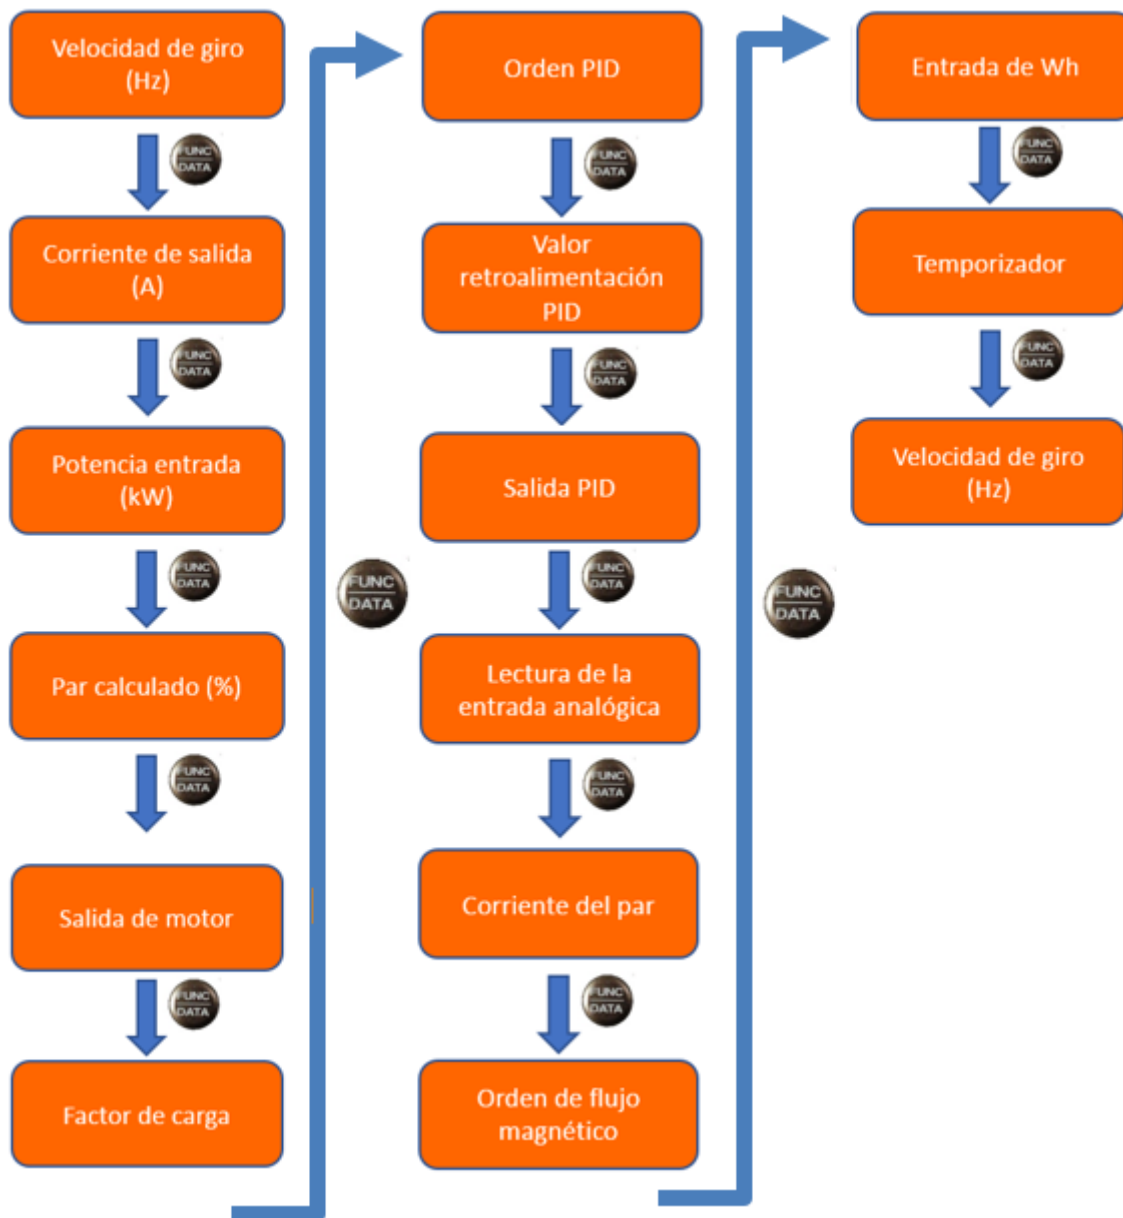 Velocidad de giro
(Hz)
FUNC
DATA
Corriente de salida
(A)
FUNC
DATA
Potencia entrada
(kW)
FUNC
DATA
Par calculado (%)
FUNC
DATA
Salida de motor
FUNC
DATA
Factor de carga
FUNC
DATA
Orden PID
FUNC
DATA
Valor
retroalimentación
PID
FUNC
DATA
Salida PID
FUNC
DATA
Lectura de la
entrada analógica
FUNC
DATA
Corriente del par
FUNC
DATA
Orden de flujo
magnético
FUNC
DATA
Entrada de Wh
FUNC
DATA
Temporizador
FUNC
DATA
Velocidad de giro
(Hz)